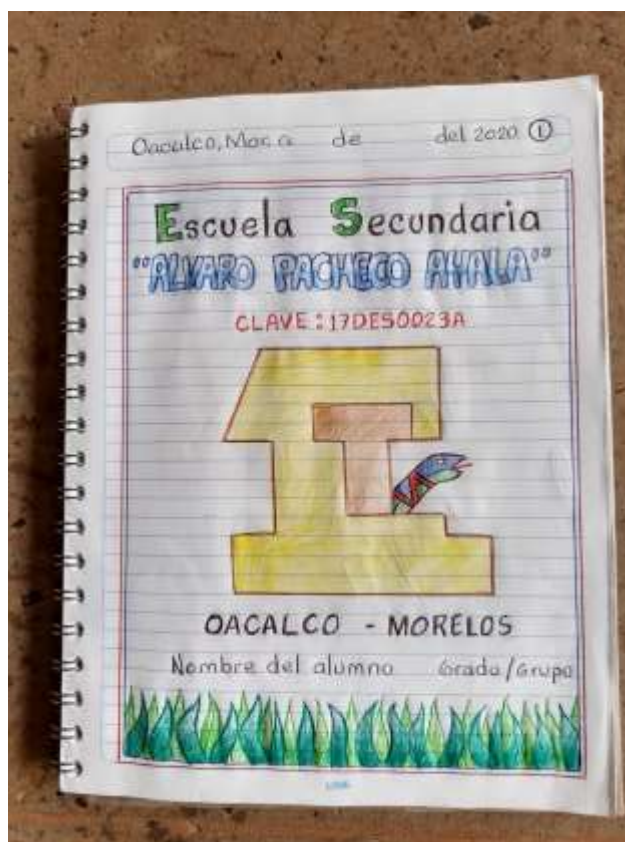 Oacalco, Mor. a de del 2020 1
Escuela Secundaria
"ALVARO PACHECO AYALA"
CLAVE: 17DES0023A
OACALCO - MORELOS
Nombre del alumno Grado/Grupo